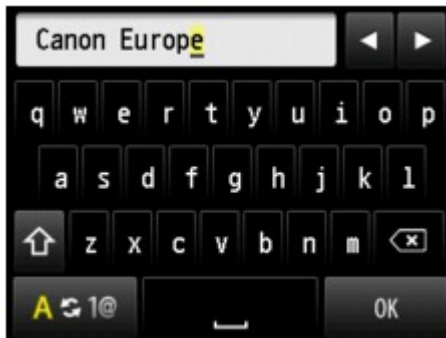 Canon Europe
q w e r t y u i o p
a s d f g h j k l
z x c v b n m
A 1@ OK